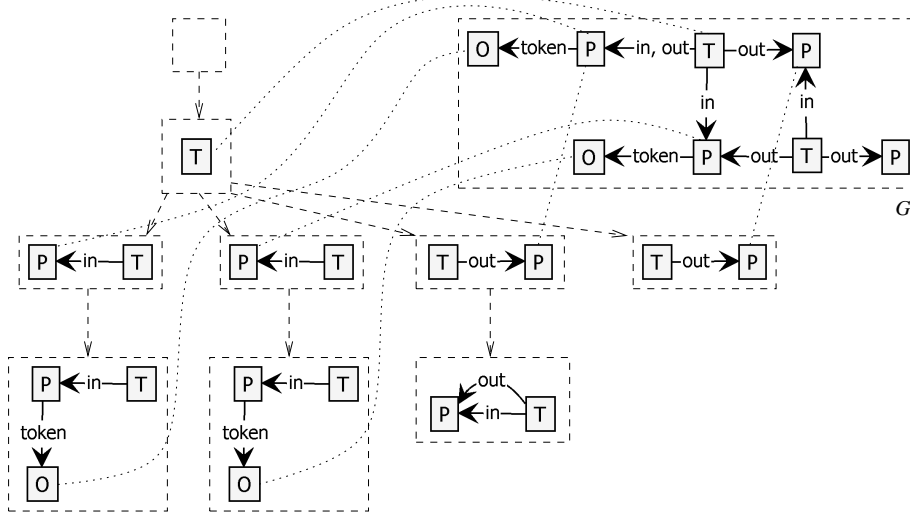 O token P in, out T out P
in in
T
O token P out T out P
G
P in T P in T T out P T out P
P in T P in T out
P in T
token token
O O